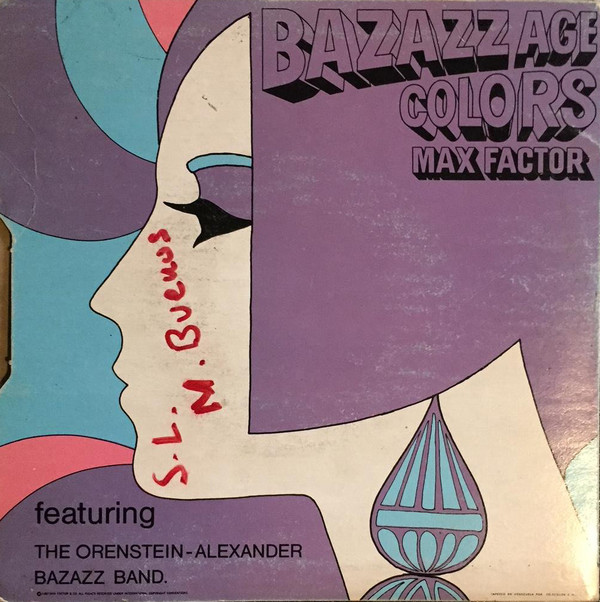 BAZAZZ AGE
COLORS
MAX FACTOR
S.L.
M. Buenos
featuring
THE ORENSTEIN-ALEXANDER
BAZAZZ BAND.